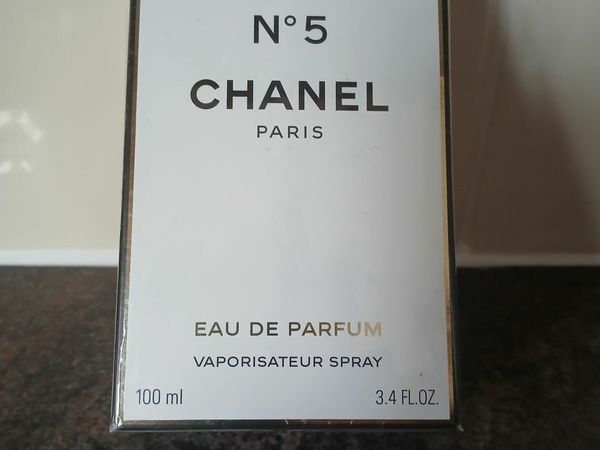 N°5
CHANEL
PARIS
EAU DE PARFUM
VAPORISATEUR SPRAY
100 ml 3.4 FL.OZ.